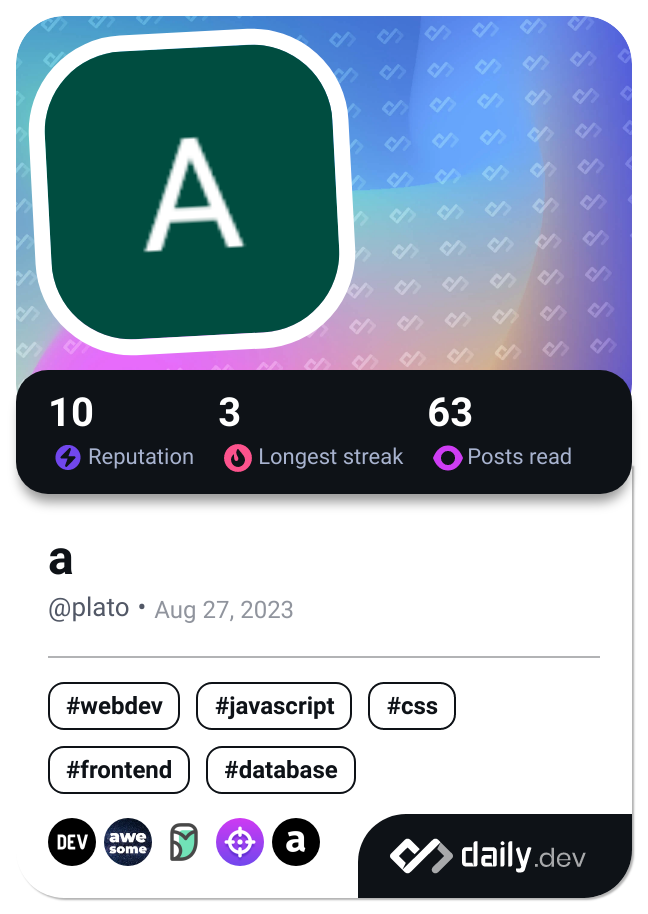 A
10 3 63
Reputation Longest streak Posts read
a
@plato • Aug 27, 2023
#webdev #javascript #css
#frontend #database
DEV awe some a
daily.dev